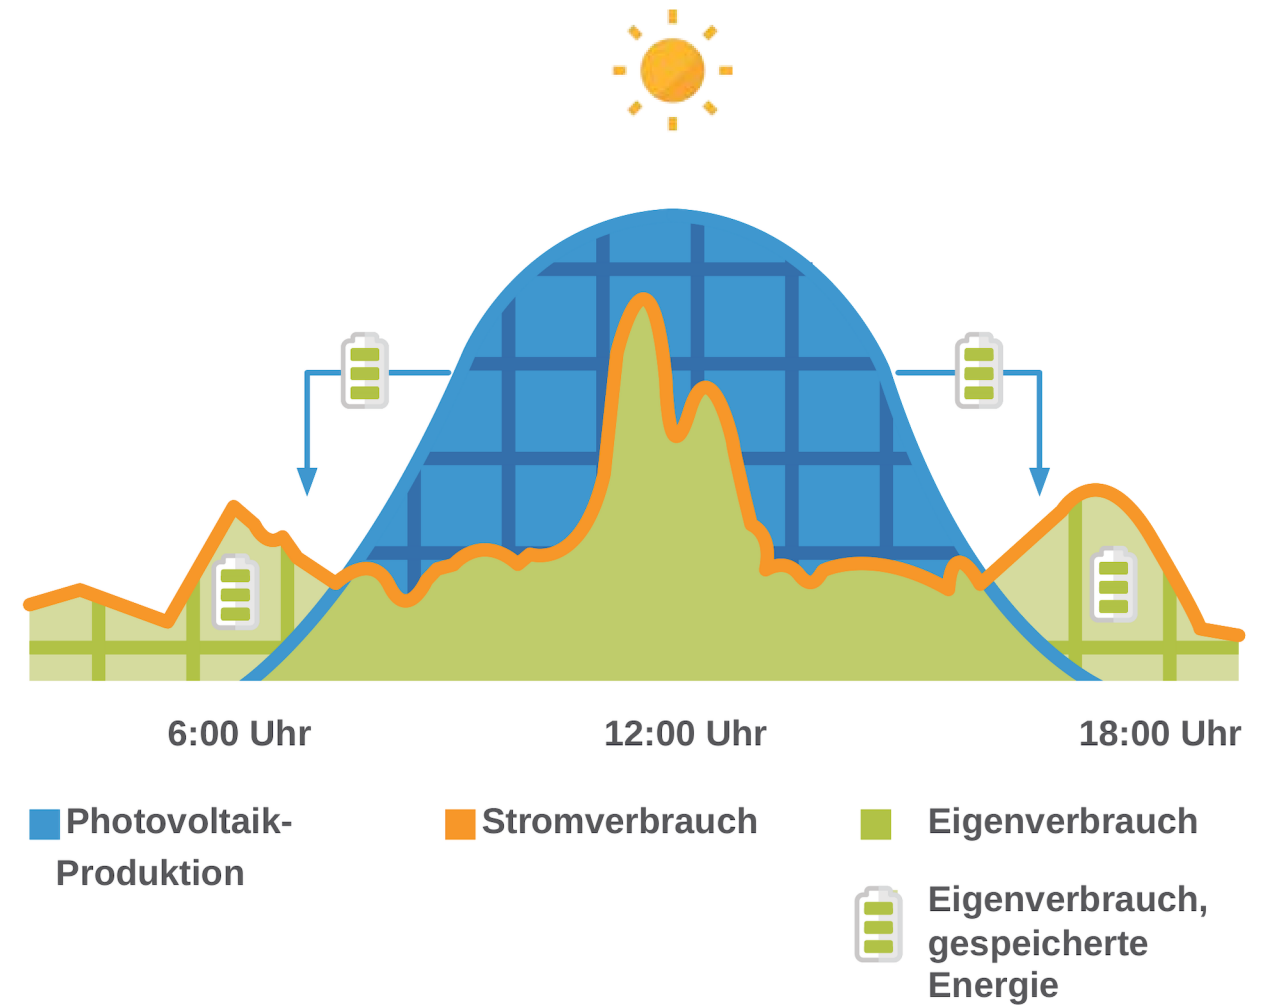 6:00 Uhr 12:00 Uhr 18:00 Uhr
Photovoltaik-
Produktion
Stromverbrauch
Eigenverbrauch
Eigenverbrauch,
gespeicherte
Energie